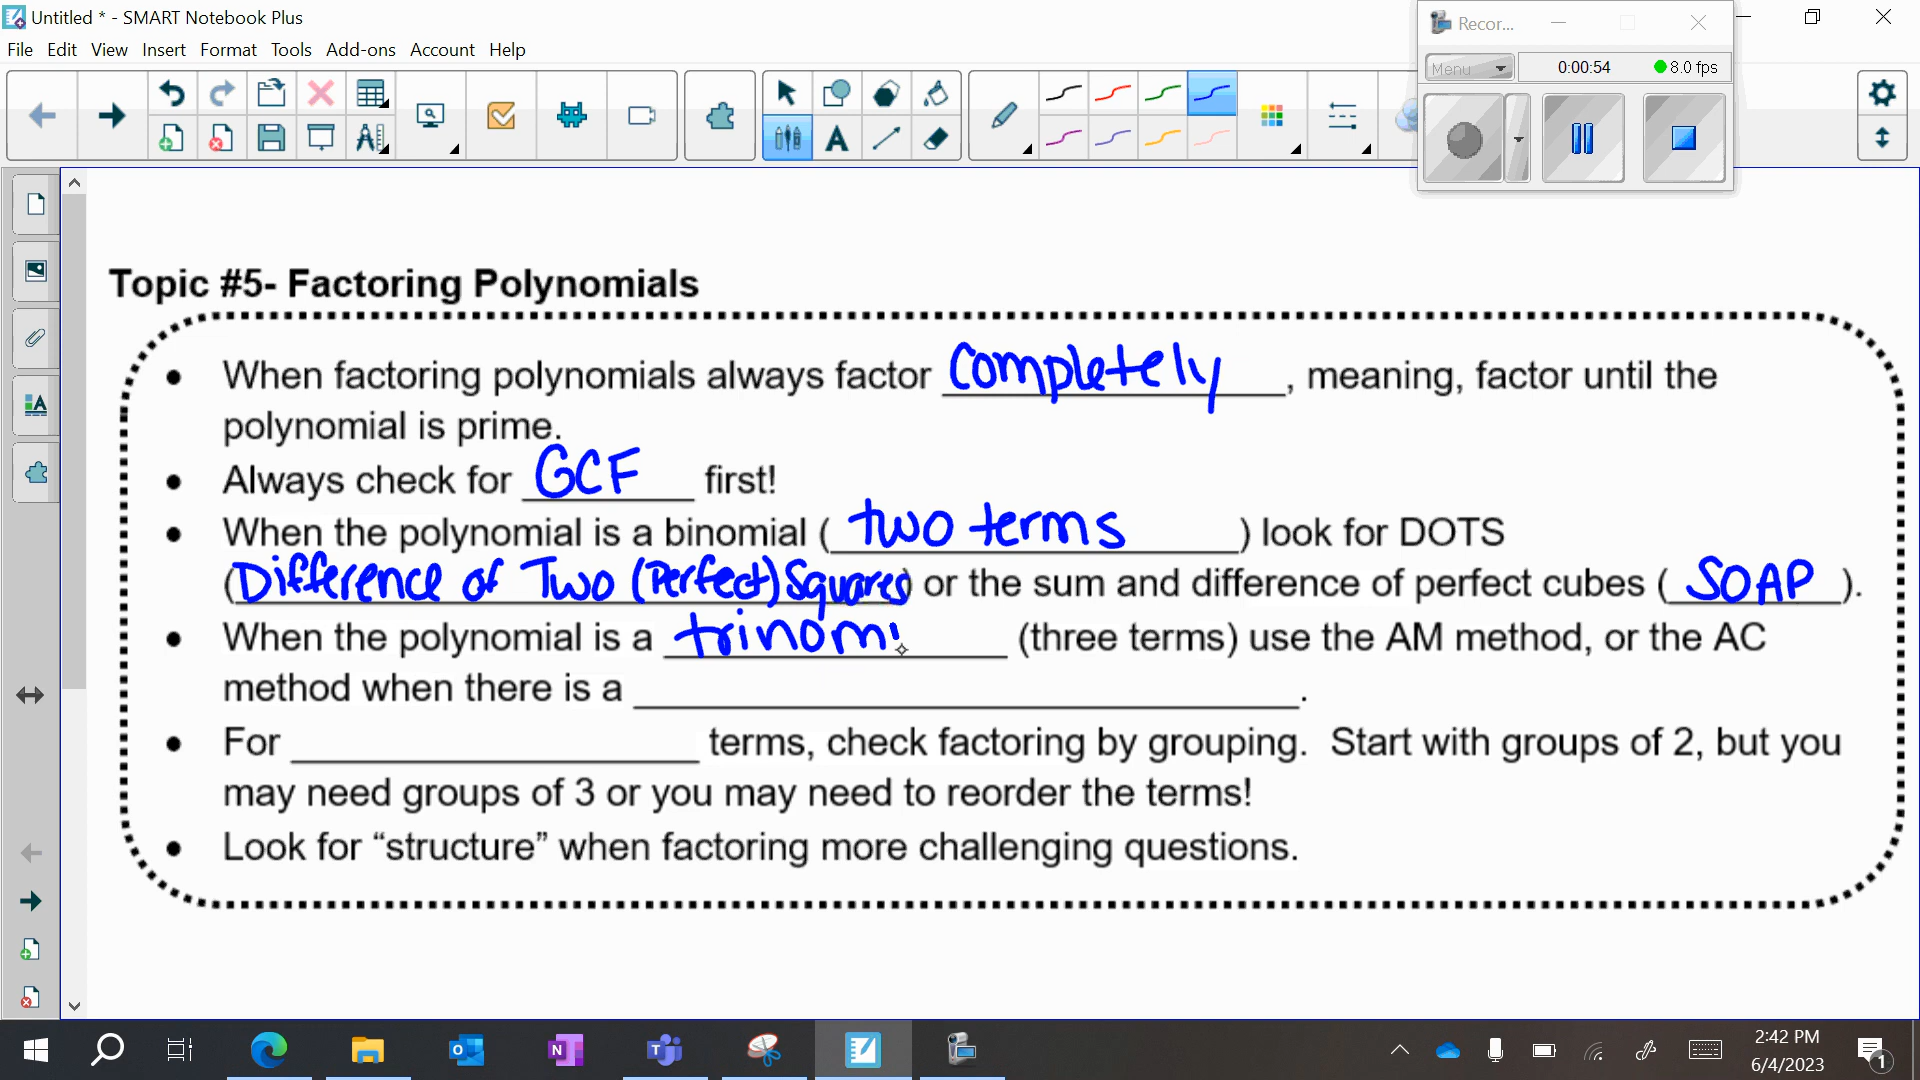 Untitled * - SMART Notebook Plus
Recor...
File Edit View Insert Format Tools Add-ons Account Help
Menu 0:00:54 8.0 fps
Topic #5- Factoring Polynomials
• When factoring polynomials always factor completely, meaning, factor until the
polynomial is prime.
• Always check for GCF first!
• When the polynomial is a binomial (two terms) look for DOTS
(Difference of Two (Perfect) Squares) or the sum and difference of perfect cubes (SOAP).
• When the polynomial is a trinomi (three terms) use the AM method, or the AC
method when there is a ____________.
• For ____________ terms, check factoring by grouping. Start with groups of 2, but you
may need groups of 3 or you may need to reorder the terms!
• Look for “structure” when factoring more challenging questions.
2:42 PM
6/4/2023
1